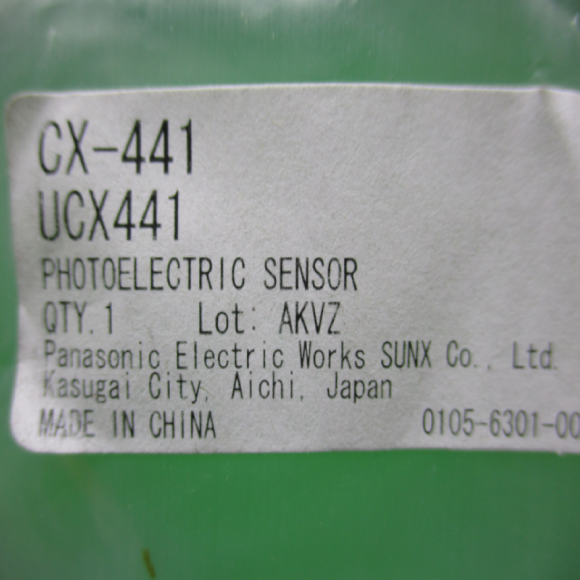 CX-441
UCX441
PHOTOELECTRIC SENSOR
QTY.1 Lot: AKVZ
Panasonic Electric Works SUNX Co., Ltd.
Kasugai City, Aichi, Japan
MADE IN CHINA 0105-6301-00